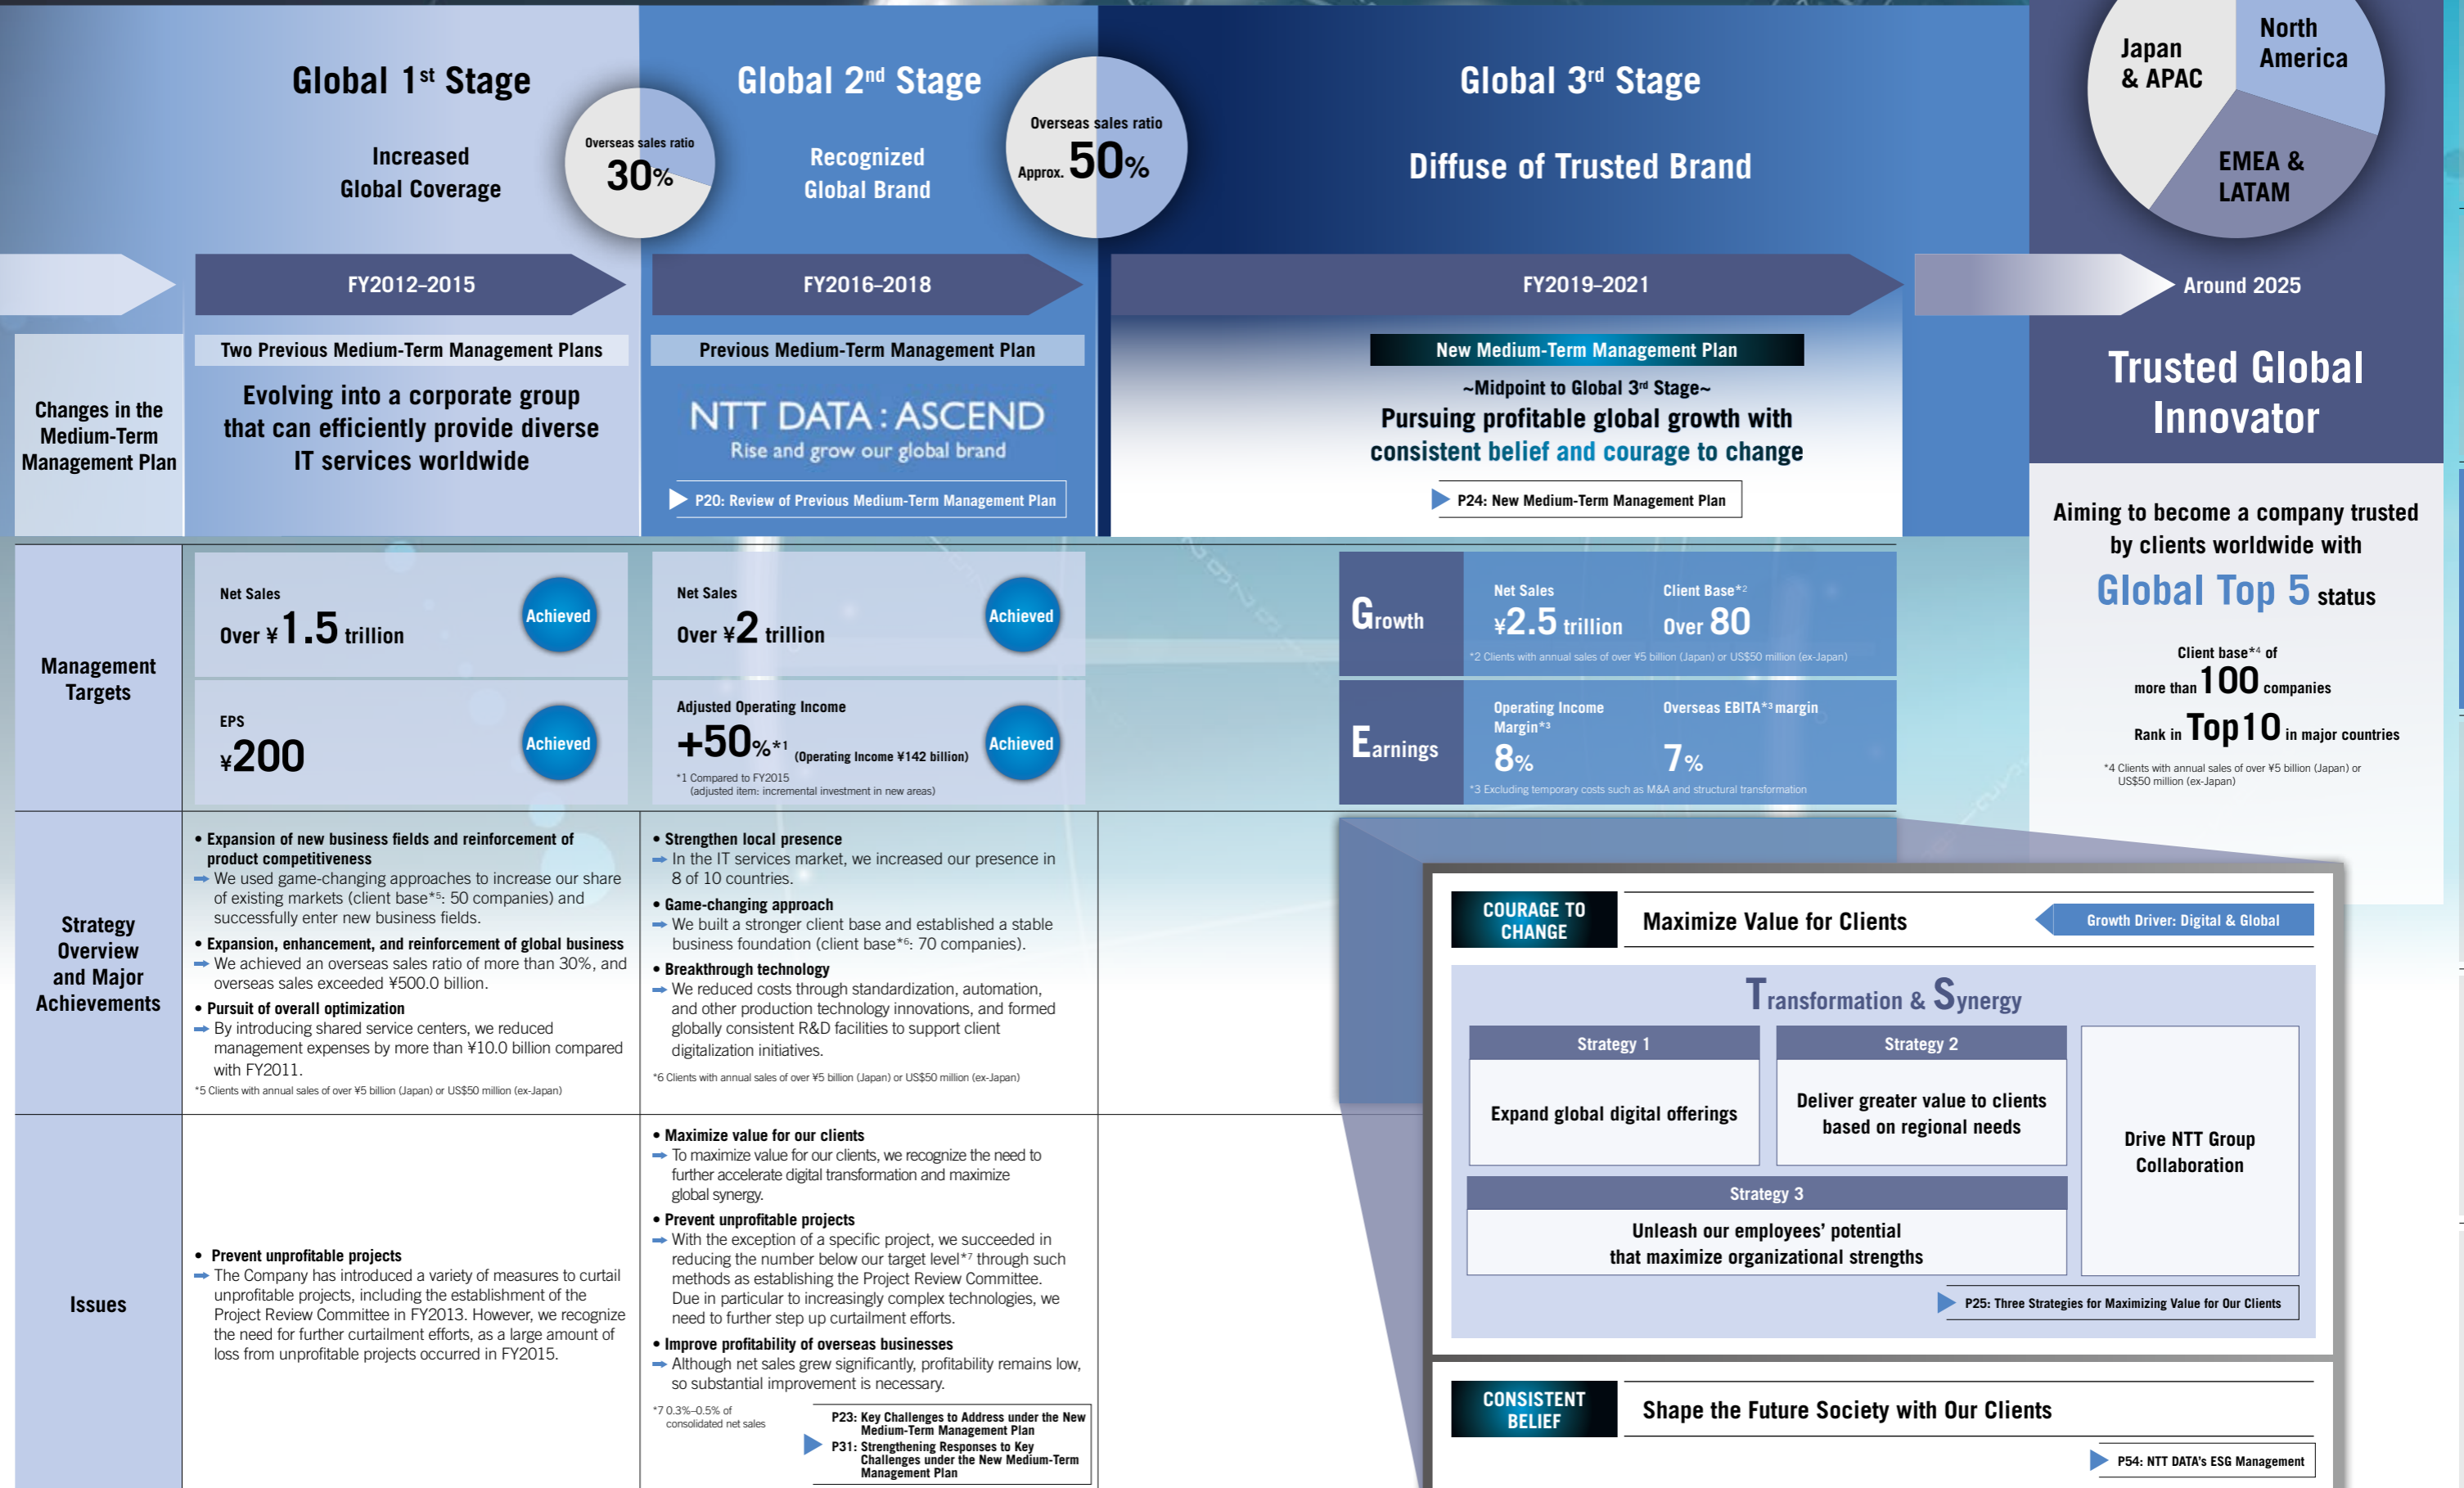 Global 1st Stage
Increased
Global Coverage
Overseas sales ratio
30%
Global 2nd Stage
Recognized
Global Brand
Overseas sales ratio
Approx. 50%
Global 3rd Stage
Diffuse of Trusted Brand
Japan
& APAC
North
America
EMEA &
LATAM
FY2012–2015
FY2016–2018
FY2019–2021
Around 2025
Changes in the
Medium-Term
Management Plan
Two Previous Medium-Term Management Plans
Evolving into a corporate group
that can efficiently provide diverse
IT services worldwide
Previous Medium-Term Management Plan
NTT DATA : ASCEND
Rise and grow our global brand
P20: Review of Previous Medium-Term Management Plan
New Medium-Term Management Plan
~Midpoint to Global 3rd Stage~
Pursuing profitable global growth with
consistent belief and courage to change
P24: New Medium-Term Management Plan
Trusted Global
Innovator
Aiming to become a company trusted
by clients worldwide with
Global Top 5 status
Client base*4 of
more than 100 companies
Rank in Top10 in major countries
*4 Clients with annual sales of over ¥5 billion (Japan) or
US$50 million (ex-Japan)
Management
Targets
Net Sales
Over ¥1.5 trillion
Achieved
EPS
¥200
Achieved
Net Sales
Over ¥2 trillion
Achieved
Adjusted Operating Income
+50%*1 (Operating Income ¥142 billion)
Achieved
*1 Compared to FY2015
(adjusted item: incremental investment in new areas)
Growth
Net Sales
¥2.5 trillion
Client Base*2
Over 80
*2 Clients with annual sales of over ¥5 billion (Japan) or US$50 million (ex-Japan)
Earnings
Operating Income
Margin*3
8%
Overseas EBITA*3 margin
7%
*3 Excluding temporary costs such as M&A and structural transformation
Strategy
Overview
and Major
Achievements
• Expansion of new business fields and reinforcement of
product competitiveness
We used game-changing approaches to increase our share
of existing markets (client base*5: 50 companies) and
successfully enter new business fields.
• Expansion, enhancement, and reinforcement of global business
We achieved an overseas sales ratio of more than 30%, and
overseas sales exceeded ¥500.0 billion.
• Pursuit of overall optimization
By introducing shared service centers, we reduced
management expenses by more than ¥10.0 billion compared
with FY2011.
*5 Clients with annual sales of over ¥5 billion (Japan) or US$50 million (ex-Japan)
• Strengthen local presence
In the IT services market, we increased our presence in
8 of 10 countries.
• Game-changing approach
We built a stronger client base and established a stable
business foundation (client base*6: 70 companies).
• Breakthrough technology
We reduced costs through standardization, automation,
and other production technology innovations, and formed
globally consistent R&D facilities to support client
digitalization initiatives.
*6 Clients with annual sales of over ¥5 billion (Japan) or US$50 million (ex-Japan)
Issues
• Prevent unprofitable projects
The Company has introduced a variety of measures to curtail
unprofitable projects, including the establishment of the
Project Review Committee in FY2013. However, we recognize
the need for further curtailment efforts, as a large amount of
loss from unprofitable projects occurred in FY2015.
• Maximize value for our clients
To maximize value for our clients, we recognize the need to
further accelerate digital transformation and maximize
global synergy.
• Prevent unprofitable projects
With the exception of a specific project, we succeeded in
reducing the number below our target level*7 through such
methods as establishing the Project Review Committee.
Due in particular to increasingly complex technologies, we
need to further step up curtailment efforts.
• Improve profitability of overseas businesses
Although net sales grew significantly, profitability remains low,
so substantial improvement is necessary.
*7 0.3%–0.5% of
consolidated net sales
P23: Key Challenges to Address under the New
Medium-Term Management Plan
P31: Strengthening Responses to Key
Challenges under the New Medium-Term
Management Plan
COURAGE TO
CHANGE
Maximize Value for Clients
Growth Driver: Digital & Global
Transformation & Synergy
Strategy 1
Expand global digital offerings
Strategy 2
Deliver greater value to clients
based on regional needs
Drive NTT Group
Collaboration
Strategy 3
Unleash our employees' potential
that maximize organizational strengths
P25: Three Strategies for Maximizing Value for Our Clients
CONSISTENT
BELIEF
Shape the Future Society with Our Clients
P54: NTT DATA's ESG Management